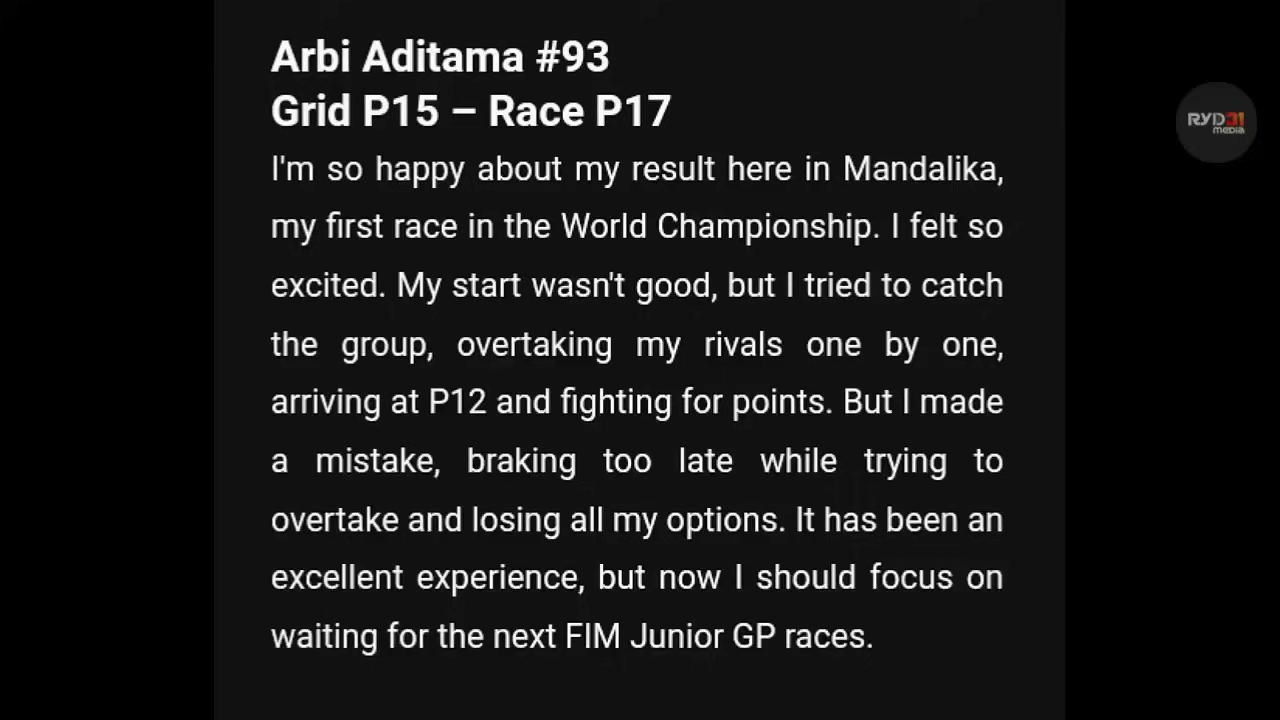 Arbi Aditama #93
Grid P15 – Race P17
I'm so happy about my result here in Mandalika,
my first race in the World Championship. I felt so
excited. My start wasn't good, but I tried to catch
the group, overtaking my rivals one by one,
arriving at P12 and fighting for points. But I made
a mistake, braking too late while trying to
overtake and losing all my options. It has been an
excellent experience, but now I should focus on
waiting for the next FIM Junior GP races.
RYD31
media